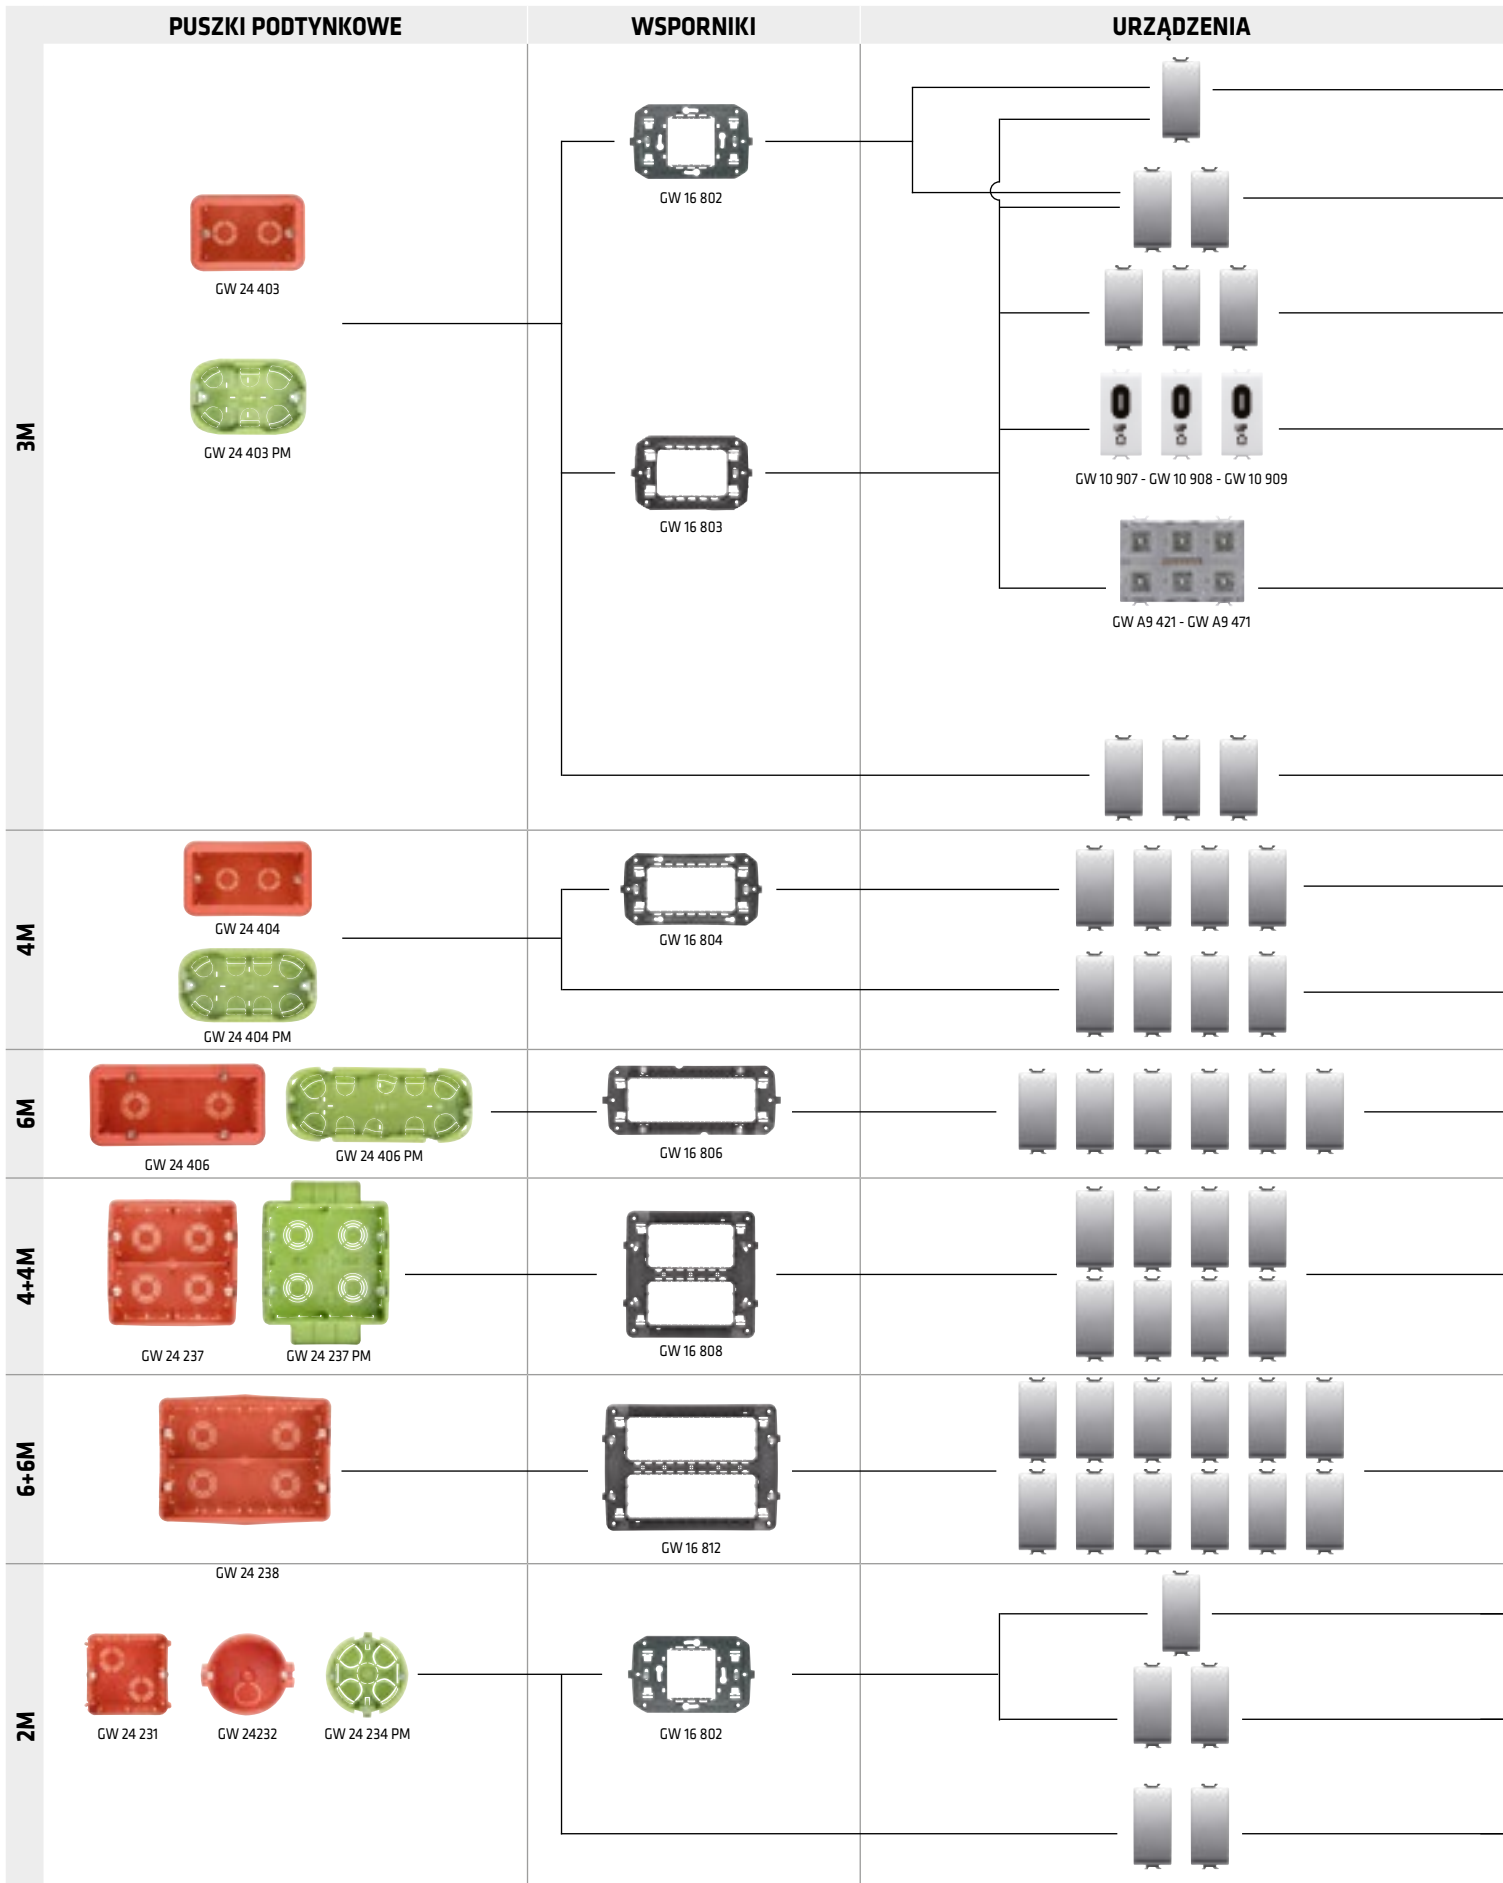 PUSZKI PODTYNKOWE
WSPORNIKI
URZĄDZENIA
3M
GW 24 403
GW 24 403 PM
GW 16 802
GW 16 803
GW 10 907 - GW 10 908 - GW 10 909
GW A9 421 - GW A9 471
4M
GW 24 404
GW 24 404 PM
GW 16 804
6M
GW 24 406
GW 24 406 PM
GW 16 806
4+4M
GW 24 237
GW 24 237 PM
GW 16 808
6+6M
GW 24 238
GW 16 812
2M
GW 24 231
GW 24232
GW 24 234 PM
GW 16 802